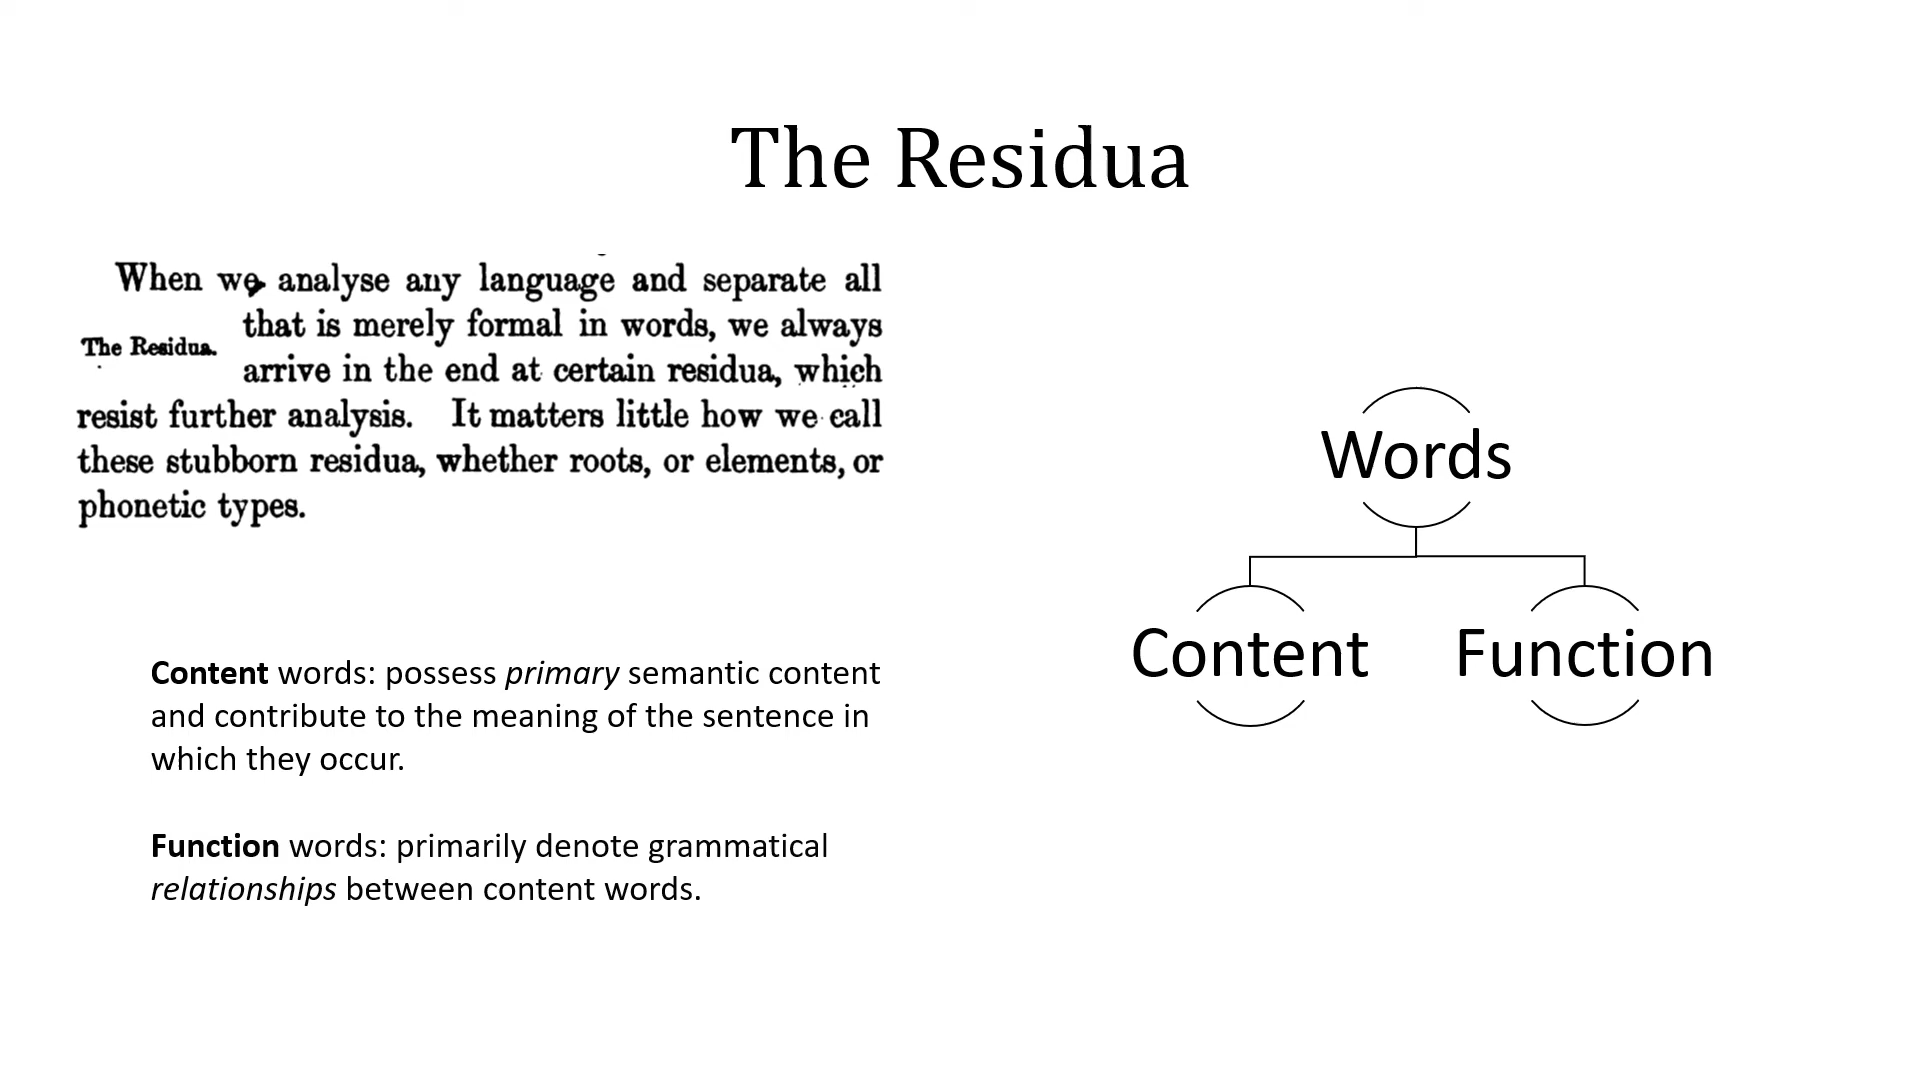 The Residua
When we analyse any language and separate all
that is merely formal in words, we always
The Residua.
arrive in the end at certain residua, which
resist further analysis. It matters little how we call
these stubborn residua, whether roots, or elements, or
phonetic types.
Content words: possess primary semantic content
and contribute to the meaning of the sentence in
which they occur.
Function words: primarily denote grammatical
relationships between content words.
Words
Content
Function